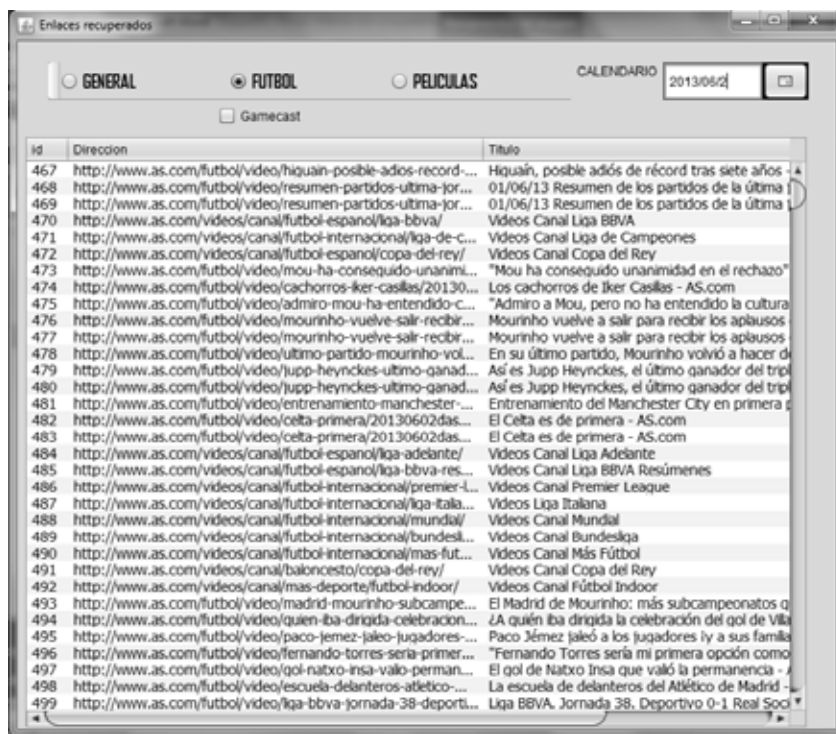 Enlaces recuperados
GENERAL FUTBOL PELICULAS CALENDARIO 2013/06/2
Gamecast
id Direccion Titulo
467 http://www.as.com/futbol/video/higuain-posible-adios-record-... Higuaín, posible adiós de récord tras siete años -
468 http://www.as.com/futbol/video/resumen-partidos-ultima-jor... 01/06/13 Resumen de los partidos de la última
469 http://www.as.com/futbol/video/resumen-partidos-ultima-jor... 01/06/13 Resumen de los partidos de la última
470 http://www.as.com/videos/canal/futbol-espanol/liga-bbva/ Videos Canal Liga BBVA
471 http://www.as.com/videos/canal/futbol-internacional/liga-de-c... Videos Canal Liga de Campeones
472 http://www.as.com/videos/canal/futbol-espanol/copa-del-rey/ Videos Canal Copa del Rey
473 http://www.as.com/futbol/video/mou-ha-conseguido-unanimi... "Mou ha conseguido unanimidad en el rechazo"
474 http://www.as.com/futbol/video/cachorros-iker-casillas/20130... Los cachorros de Iker Casillas - AS.com
475 http://www.as.com/futbol/video/admiro-mou-ha-entendido-c... "Admiro a Mou, pero no ha entendido la cultura
476 http://www.as.com/futbol/video/mourinho-vuelve-salir-recibir... Mourinho vuelve a salir para recibir los aplausos
477 http://www.as.com/futbol/video/mourinho-vuelve-salir-recibir... Mourinho vuelve a salir para recibir los aplausos
478 http://www.as.com/futbol/video/ultimo-partido-mourinho-vol... En su último partido, Mourinho volvió a hacer de
479 http://www.as.com/futbol/video/jupp-heynckes-ultimo-ganad... Así es Jupp Heynckes, el último ganador del tripl
480 http://www.as.com/futbol/video/jupp-heynckes-ultimo-ganad... Así es Jupp Heynckes, el último ganador del tripl
481 http://www.as.com/futbol/video/entrenamiento-manchester-... Entrenamiento del Manchester City en primera p
482 http://www.as.com/futbol/video/celta-primera/20130602das... El Celta es de primera - AS.com
483 http://www.as.com/futbol/video/celta-primera/20130602das... El Celta es de primera - AS.com
484 http://www.as.com/videos/canal/futbol-espanol/liga-adelante/ Videos Canal Liga Adelante
485 http://www.as.com/videos/canal/futbol-espanol/liga-bbva-res... Videos Canal Liga BBVA Resúmenes
486 http://www.as.com/videos/canal/futbol-internacional/premier-l... Videos Canal Premier League
487 http://www.as.com/videos/canal/futbol-internacional/liga-italia... Videos Liga Italiana
488 http://www.as.com/videos/canal/futbol-internacional/mundial/ Videos Canal Mundial
489 http://www.as.com/videos/canal/futbol-internacional/bundesli... Videos Canal Bundesliga
490 http://www.as.com/videos/canal/futbol-internacional/mas-fut... Videos Canal Más Fútbol
491 http://www.as.com/videos/canal/baloncesto/copa-del-rey/ Videos Canal Copa del Rey
492 http://www.as.com/videos/canal/mas-deporte/futbol-indoor/ Videos Canal Fútbol Indoor
493 http://www.as.com/futbol/video/madrid-mourinho-subcampe... El Madrid de Mourinho: más subcampeonatos q
494 http://www.as.com/futbol/video/quien-iba-dirigida-celebracion... ¿A quién iba dirigida la celebración del gol de Villa
495 http://www.as.com/futbol/video/paco-jemez-jaleo-jugadores-... Paco Jémez jaleó a los jugadores ¡y a sus familia
496 http://www.as.com/futbol/video/fernando-torres-seria-primer... "Fernando Torres sería mi primera opción como
497 http://www.as.com/futbol/video/gol-natxo-insa-valio-perman... El gol de Natxo Insa que valió la permanencia - A
498 http://www.as.com/futbol/video/escuela-delanteros-atletico-... La escuela de delanteros del Atlético de Madrid -
499 http://www.as.com/futbol/video/liga-bbva-jornada-38-deporti... Liga BBVA. Jornada 38. Deportivo 0-1 Real Soci